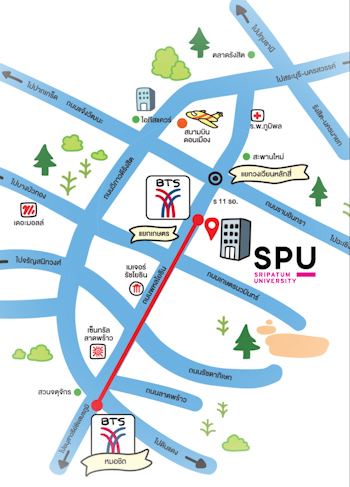 ไปปทุมธานี
ตลาดรังสิต
ไปสระบุรี-นครสวรรค์
ไปปากเกร็ด
ถนนแจ้งวัฒนะ
ไอทีสแควร์
สนามบิน
ดอนเมือง
ร.พ.ภูมิพล
รังสิต-นครนายก
ถนนวิภาวดีรังสิต
สะพานใหม่
แยกวงเวียนหลักสี่
BTS
ร 11 รอ.
ไปบางบัวทอง
เดอะมอลล์
แยกเกษตร
ถนนรามอินทรา
SPU
SRIPATUM
UNIVERSITY
ไปจรัญสนิทวงศ์
เมเจอร์
รัชโยธิน
ถนนพหลโยธิน
ถนนเกษตรนวมินทร์
เซ็นทรัล
ลาดพร้าว
ถนนรัชดาภิเษก
สวนจตุจักร
ถนนลาดพร้าว
BTS
หมอชิต
ไปอนุสาวรีย์ชัยสมรภูมิ
ไปดินแดง